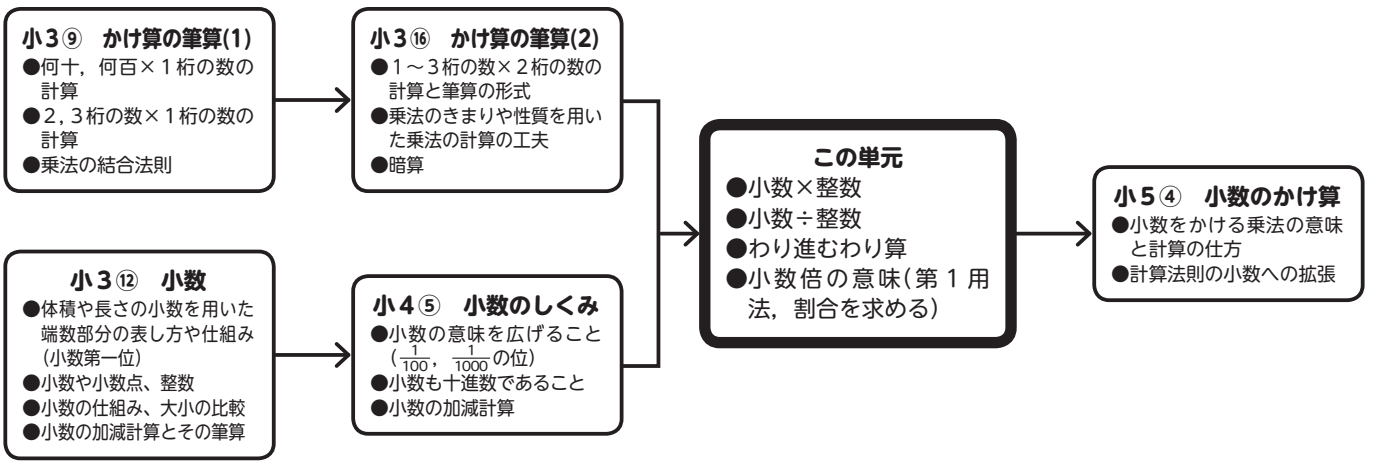 小3⑨ かけ算の筆算(1)
●何十，何百×1桁の数の
計算
●2，3桁の数×1桁の数の
計算
●乗法の結合法則
小3⑯ かけ算の筆算(2)
●1～3桁の数×2桁の数の
計算と筆算の形式
●乗法のきまりや性質を用い
た乗法の計算の工夫
●暗算
小3⑫ 小数
●体積や長さの小数を用いた
端数部分の表し方や仕組み
(小数第一位)
●小数や小数点、整数
●小数の仕組み、大小の比較
●小数の加減計算とその筆算
小4⑤ 小数のしくみ
●小数の意味を広げること
(1/100，1/1000の位)
●小数も十進数であること
●小数の加減計算
この単元
●小数×整数
●小数÷整数
●わり進むわり算
●小数倍の意味(第1用
法，割合を求める)
小5④ 小数のかけ算
●小数をかける乗法の意味
と計算の仕方
●計算法則の小数への拡張